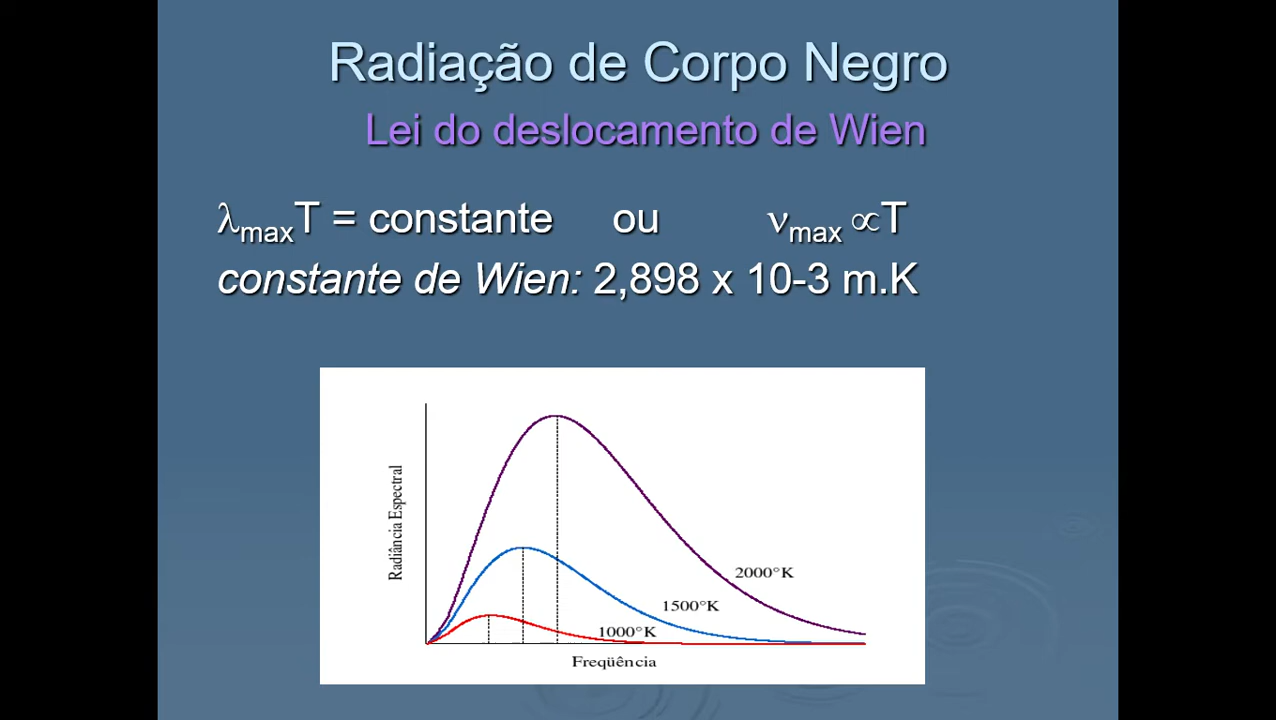 Radiação de Corpo Negro
Lei do deslocamento de Wien
λmaxT = constante ou νmax ∝T
constante de Wien: 2,898 x 10-3 m.K
Radiância Espectral
2000°K
1500°K
1000°K
Freqüência